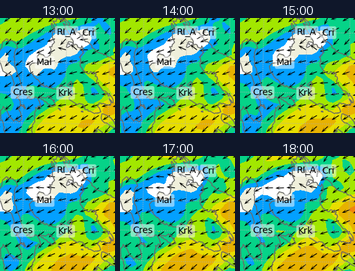 13:00 14:00 15:00
RI_A Cri RI_A Cri RI_A Cri
Mal Mal Mal
Cres Krk Cres Krk Cres Krk
16:00 17:00 18:00
RI_A Cri RI_A Cri RI_A Cri
Mal Mal Mal
Cres Krk Cres Krk Cres Krk